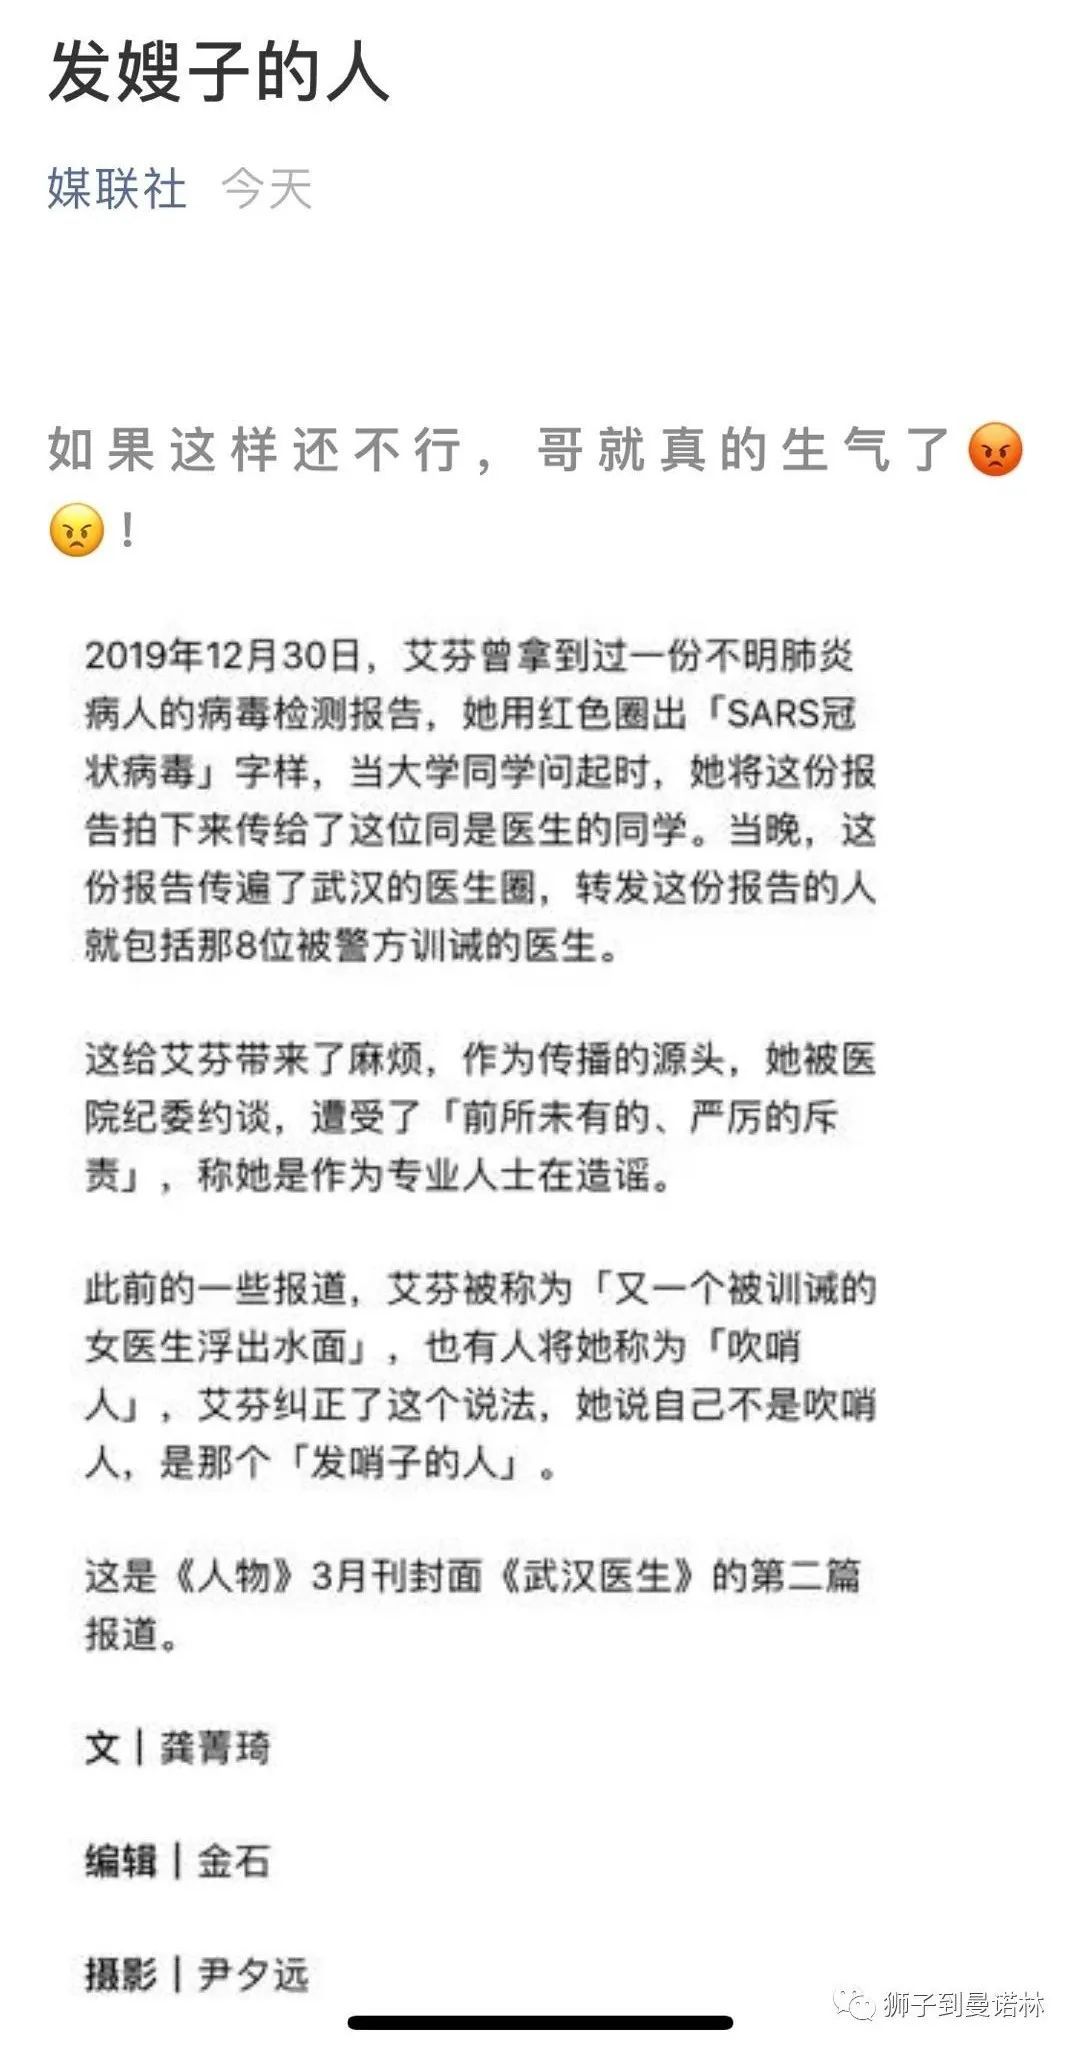 发嫂子的人
媒联社 今天
如果这样还不行，哥就真的生气了😡
😠！
2019年12月30日，艾芬曾拿到过一份不明肺炎
病人的病毒检测报告，她用红色圈出「SARS冠
状病毒」字样，当大学同学问起时，她将这份报
告拍下来传给了这位同是医生的同学。当晚，这
份报告传遍了武汉的医生圈，转发这份报告的人
就包括那8位被警方训诫的医生。
这给艾芬带来了麻烦，作为传播的源头，她被医
院纪委约谈，遭受了「前所未有的、严厉的斥
责」，称她是作为专业人士在造谣。
此前的一些报道，艾芬被称为「又一个被训诫的
女医生浮出水面」，也有人将她称为「吹哨
人」，艾芬纠正了这个说法，她说自己不是吹哨
人，是那个「发哨子的人」。
这是《人物》3月刊封面《武汉医生》的第二篇
报道。
文｜龚菁琦
编辑｜金石
摄影｜尹夕远
狮子到曼诺林